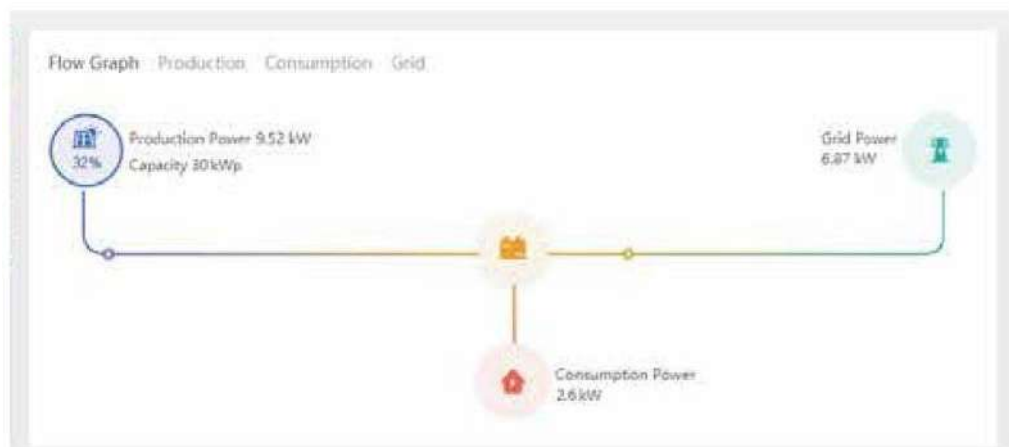 Flow Graph Production Consumption Grid
32%
Production Power 9.52 kW
Capacity 30 kWp
Grid Power
6.87 kW
Consumption Power
2.6 kW